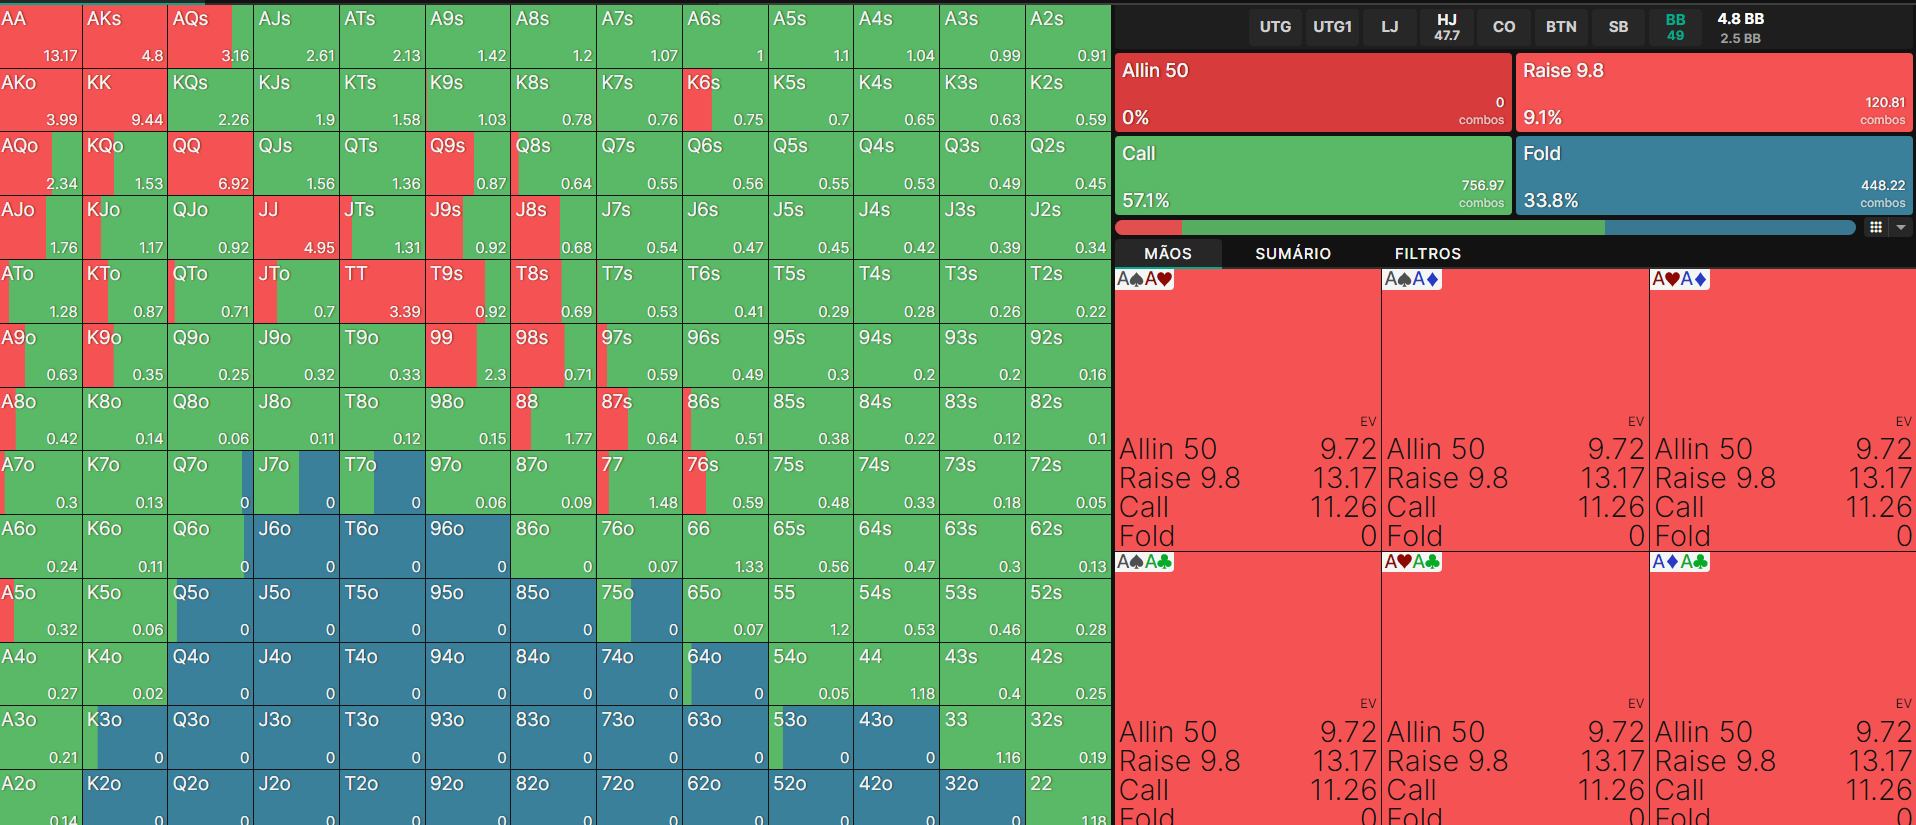 AA AKs AQs AJs ATs A9s A8s A7s A6s A5s A4s A3s A2s
13.17 4.8 3.16 2.61 2.13 1.42 1.2 1.07 1 1.1 1.04 0.99 0.91
AKo KK KQs KJs KTs K9s K8s K7s K6s K5s K4s K3s K2s
3.99 9.44 2.26 1.9 1.58 1.03 0.78 0.76 0.75 0.7 0.65 0.63 0.59
AQo KQo QQ QJs QTs Q9s Q8s Q7s Q6s Q5s Q4s Q3s Q2s
2.34 1.53 6.92 1.56 1.36 0.87 0.64 0.55 0.56 0.55 0.53 0.49 0.45
AJo KJo QJo JJ JTs J9s J8s J7s J6s J5s J4s J3s J2s
1.76 1.17 0.92 4.95 1.31 0.92 0.68 0.54 0.47 0.45 0.42 0.39 0.34
ATo KTo QTo JTo TT T9s T8s T7s T6s T5s T4s T3s T2s
1.28 0.87 0.71 0.7 3.39 0.92 0.69 0.53 0.41 0.29 0.28 0.26 0.22
A9o K9o Q9o J9o T9o 99 98s 97s 96s 95s 94s 93s 92s
0.63 0.35 0.25 0.32 0.33 2.3 0.71 0.59 0.49 0.3 0.2 0.2 0.16
A8o K8o Q8o J8o T8o 98o 88 87s 86s 85s 84s 83s 82s
0.42 0.14 0.06 0.11 0.12 0.15 1.77 0.64 0.51 0.38 0.22 0.12 0.1
A7o K7o Q7o J7o T7o 97o 87o 77 76s 75s 74s 73s 72s
0.3 0.13 0 0 0 0.06 0.09 1.48 0.59 0.48 0.33 0.18 0.05
A6o K6o Q6o J6o T6o 96o 86o 76o 66 65s 64s 63s 62s
0.24 0.11 0 0 0 0 0 0.07 1.33 0.56 0.47 0.3 0.13
A5o K5o Q5o J5o T5o 95o 85o 75o 65o 55 54s 53s 52s
0.32 0.06 0 0 0 0 0 0 0.07 1.2 0.53 0.46 0.28
A4o K4o Q4o J4o T4o 94o 84o 74o 64o 54o 44 43s 42s
0.27 0.02 0 0 0 0 0 0 0 0.05 1.18 0.4 0.25
A3o K3o Q3o J3o T3o 93o 83o 73o 63o 53o 43o 33 32s
0.21 0 0 0 0 0 0 0 0 0 0 1.16 0.19
A2o K2o Q2o J2o T2o 92o 82o 72o 62o 52o 42o 32o 22
0.14 0 0 0 0 0 0 0 0 0 0 0 1.18
UTG UTG1 LJ HJ CO BTN SB BB 4.8 BB
47.7 49 2.5 BB
Allin 50 Raise 9.8
0 120.81
0% combos 9.1% combos
Call Fold
756.97 448.22
57.1% combos 33.8% combos
MÃOS SUMÁRIO FILTROS
A♠A♥ A♠A♦ A♥A♦
EV EV EV
Allin 50 9.72 Allin 50 9.72 Allin 50 9.72
Raise 9.8 13.17 Raise 9.8 13.17 Raise 9.8 13.17
Call 11.26 Call 11.26 Call 11.26
Fold 0 Fold 0 Fold 0
A♠A♣ A♥A♣ A♦A♣
EV EV EV
Allin 50 9.72 Allin 50 9.72 Allin 50 9.72
Raise 9.8 13.17 Raise 9.8 13.17 Raise 9.8 13.17
Call 11.26 Call 11.26 Call 11.26
Fold 0 Fold 0 Fold 0